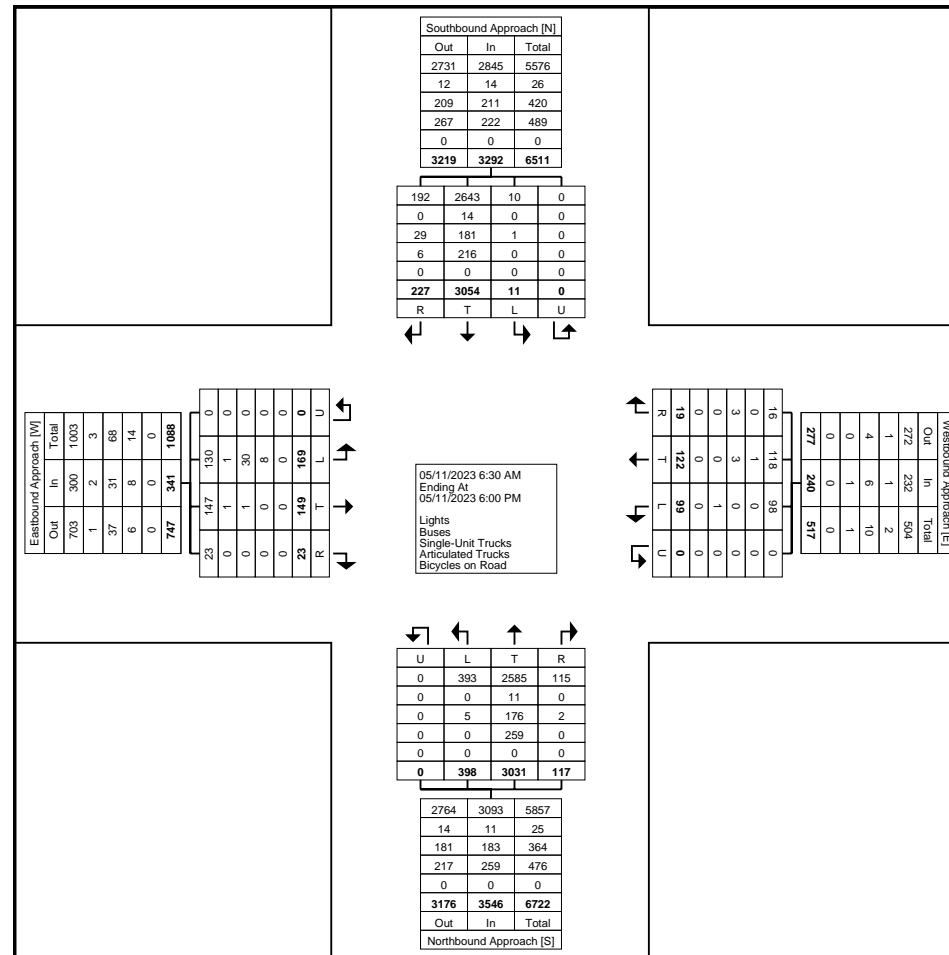 Southbound Approach [N]
Out In Total
2731 2845 5576
12 14 26
209 211 420
267 222 489
0 0 0
3219 3292 6511
192 2643 10 0
0 14 0 0
29 181 1 0
6 216 0 0
0 0 0 0
227 3054 11 0
R T L U
Eastbound Approach [W]
Out In Total
703 300 1003
1 2 3
37 31 68
6 8 14
0 0 0
747 341 1088
0 130 147 23
0 1 1 0
0 30 1 0
0 8 0 0
0 0 0 0
0 169 149 23
U L T R
05/11/2023 6:30 AM
Ending At
05/11/2023 6:00 PM
Lights
Buses
Single-Unit Trucks
Articulated Trucks
Bicycles on Road
Westbound Approach [E]
Out In Total
272 232 504
1 1 2
4 6 10
0 1 1
0 0 0
277 240 517
16 118 98 0
0 1 0 0
3 3 0 0
0 0 1 0
0 0 0 0
19 122 99 0
R T L U
U L T R
0 393 2585 115
0 0 11 0
0 5 176 2
0 0 259 0
0 0 0 0
0 398 3031 117
2764 3093 5857
14 11 25
181 183 364
217 259 476
0 0 0
3176 3546 6722
Out In Total
Northbound Approach [S]